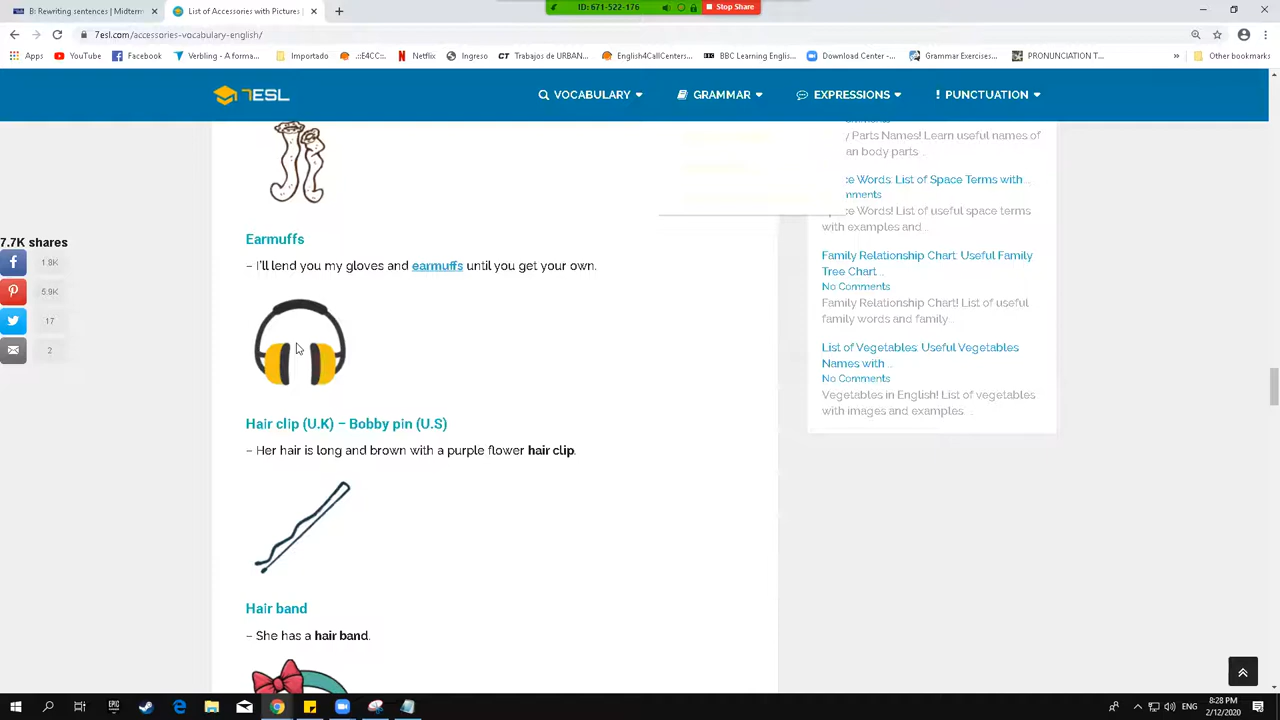 ID: 671-522-176
Stop Share
B: Rewriting sentences | Midterm
List of Accessories with Pictures |
7esl.com/accessories-vocabulary-english/
Apps
YouTube
Facebook
Verbling - Forma...
Importado
.::E4CC:..
Netflix
Ingreso
CT
Trabajos de URBAN...
English4CallCenters...
BBC
BBC Learning Englis...
Download Center -...
Grammar Exercises...
PRONUNCIATION T...
»
Other bookmarks
7ESL
VOCABULARY
GRAMMAR
EXPRESSIONS
PUNCTUATION
7.7K shares
1.8K
5.9K
17
2
Earmuffs
– I'll lend you my gloves and earmuffs until you get your own.
Hair clip (U.K) – Bobby pin (U.S)
– Her hair is long and brown with a purple flower hair clip.
Hair band
– She has a hair band.
y Parts Names! Learn useful names of
an body parts ...
ce Words: List of Space Terms with ...
mments
ce Words! List of useful space terms
with examples and...
Family Relationship Chart: Useful Family
Tree Chart ...
No Comments
Family Relationship Chart! List of useful
family words and family...
List of Vegetables: Useful Vegetables
Names with ...
No Comments
Vegetables in English! List of vegetables
with images and examples. ...
EPIC
ENG
8:28 PM
2/12/2020